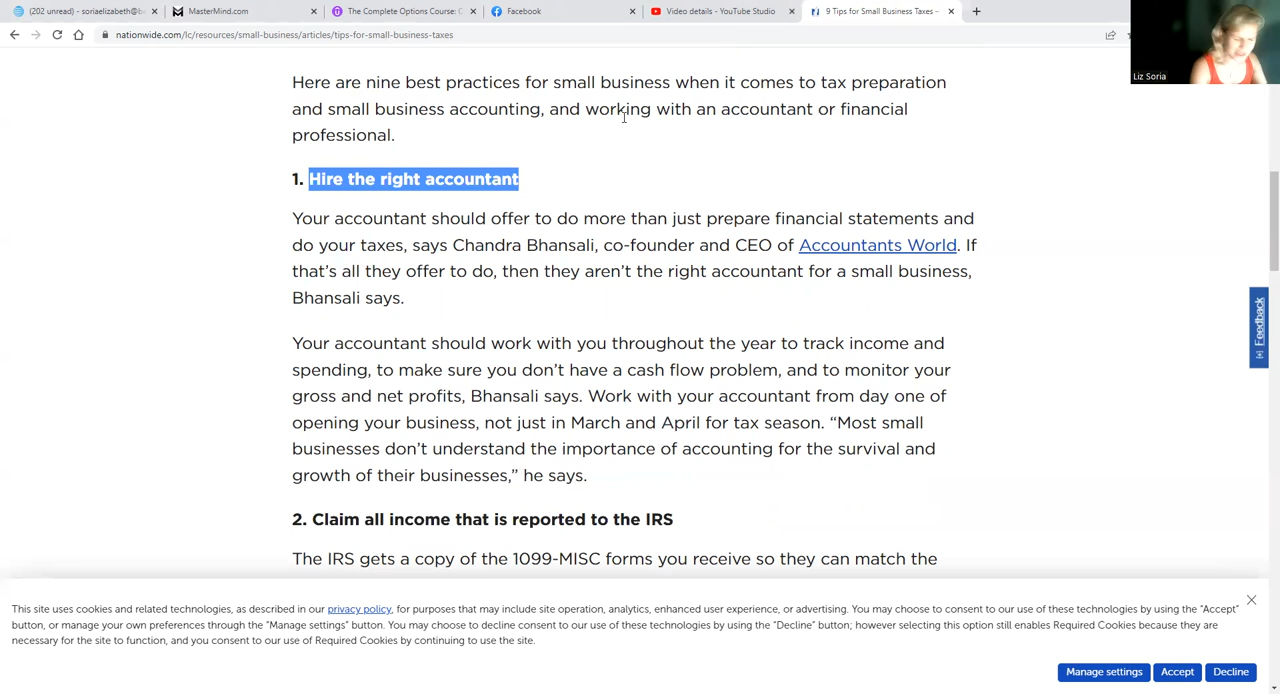 (202 unread) - soriaelizabeth@b
MasterMind.com
The Complete Options Course: C
Facebook
Video details - YouTube Studio
9 Tips for Small Business Taxes –
nationwide.com/lc/resources/small-business/articles/tips-for-small-business-taxes
Liz Soria
Here are nine best practices for small business when it comes to tax preparation
and small business accounting, and working with an accountant or financial
professional.
1. Hire the right accountant
Your accountant should offer to do more than just prepare financial statements and
do your taxes, says Chandra Bhansali, co-founder and CEO of Accountants World. If
that’s all they offer to do, then they aren’t the right accountant for a small business,
Bhansali says.
Your accountant should work with you throughout the year to track income and
spending, to make sure you don’t have a cash flow problem, and to monitor your
gross and net profits, Bhansali says. Work with your accountant from day one of
opening your business, not just in March and April for tax season. “Most small
businesses don’t understand the importance of accounting for the survival and
growth of their businesses,” he says.
2. Claim all income that is reported to the IRS
The IRS gets a copy of the 1099-MISC forms you receive so they can match the
[+] Feedback
This site uses cookies and related technologies, as described in our privacy policy, for purposes that may include site operation, analytics, enhanced user experience, or advertising. You may choose to consent to our use of these technologies by using the “Accept”
button, or manage your own preferences through the “Manage settings” button. You may choose to decline consent to our use of these technologies by using the “Decline” button; however selecting this option still enables Required Cookies because they are
necessary for the site to function, and you consent to our use of Required Cookies by continuing to use the site.
Manage settings
Accept
Decline